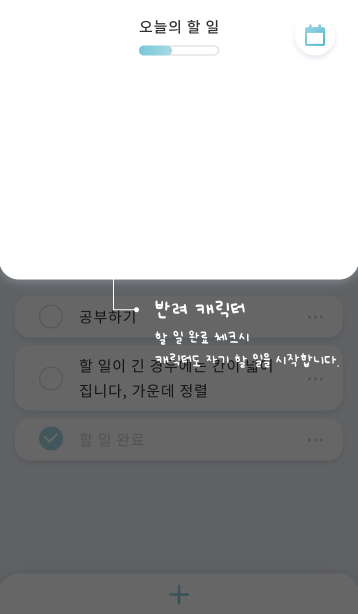 오늘의 할 일
공부하기
반려 캐릭터
할 일 완료 체크시
캐릭터도 자기 할 일을 시작합니다.
할 일이 긴 경우에는 칸이 넓어
집니다, 가운데 정렬
할 일 완료